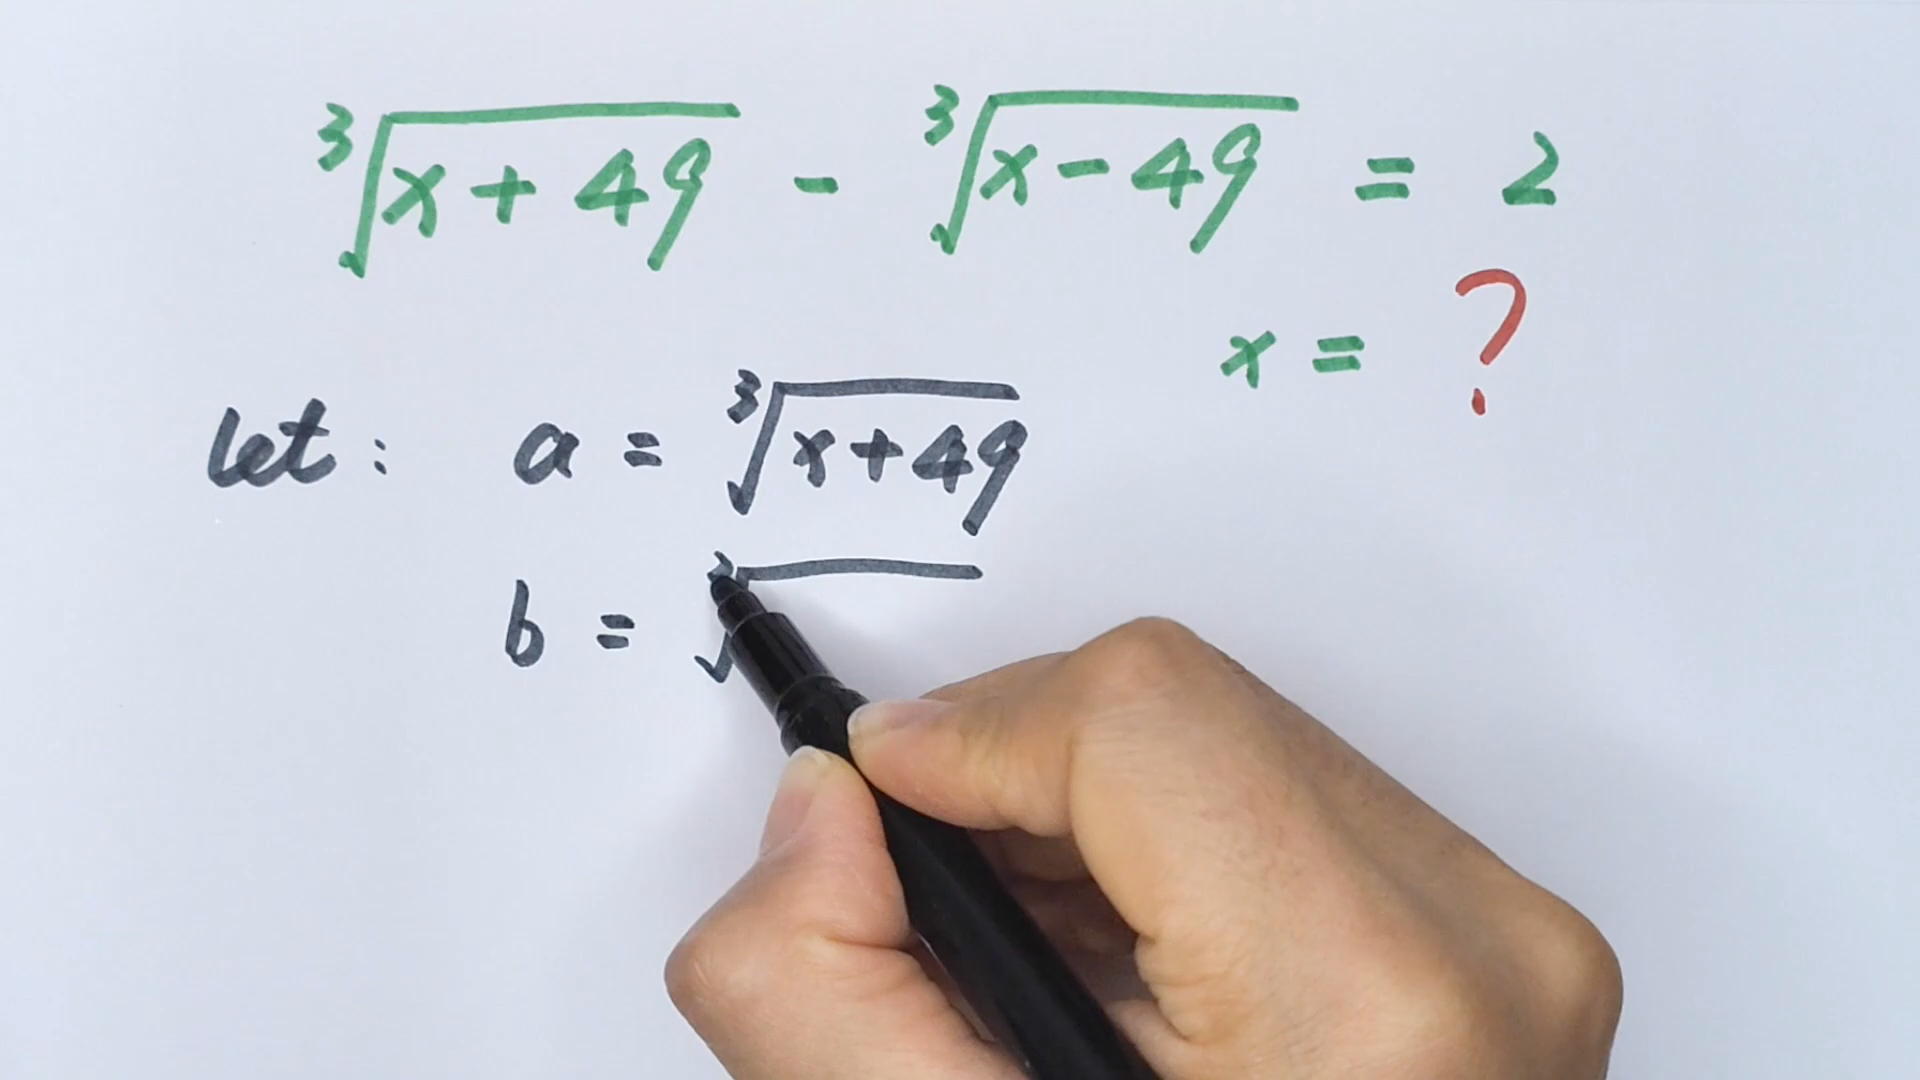 ∛(x + 49) - ∛(x - 49) = 2
x = ?
let : a = ∛(x + 49)
b = ∛